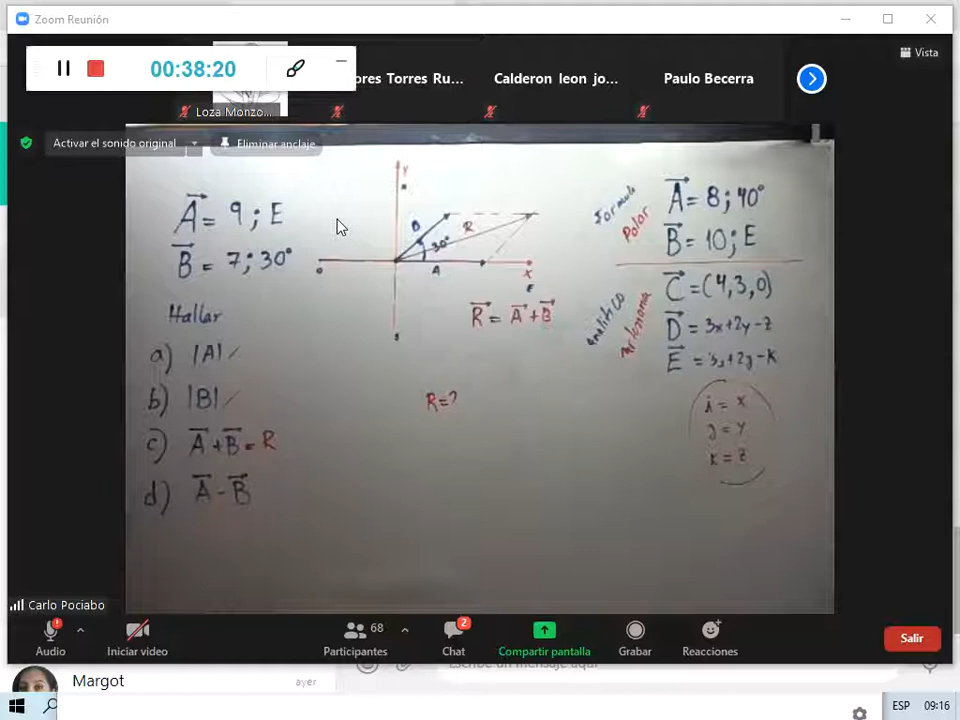 Zoom Reunión
Vista
00:38:20
ores Torres Ru...
Calderon leon jo...
Paulo Becerra
Loza Monzo...
Activar el sonido original
Eliminar anclaje
A = 9 ; E
B = 7 ; 30°
Hallar
a) |A|
b) |B|
c) A + B = R
d) A - B
Y
B
R
30°
A
x
E
R = A + B
R = ?
Formula
Polar
A = 8 ; 40°
B = 10 ; E
C = (4,3,0)
D = 3x+2y-z
analitico
i = x
j = y
k = z
Carlo Pociabo
Audio
Iniciar video
68
Participantes
2
Chat
Compartir pantalla
Grabar
Reacciones
Salir
Escribe un mensaje aquí
Margot
ayer
ESP
09:16